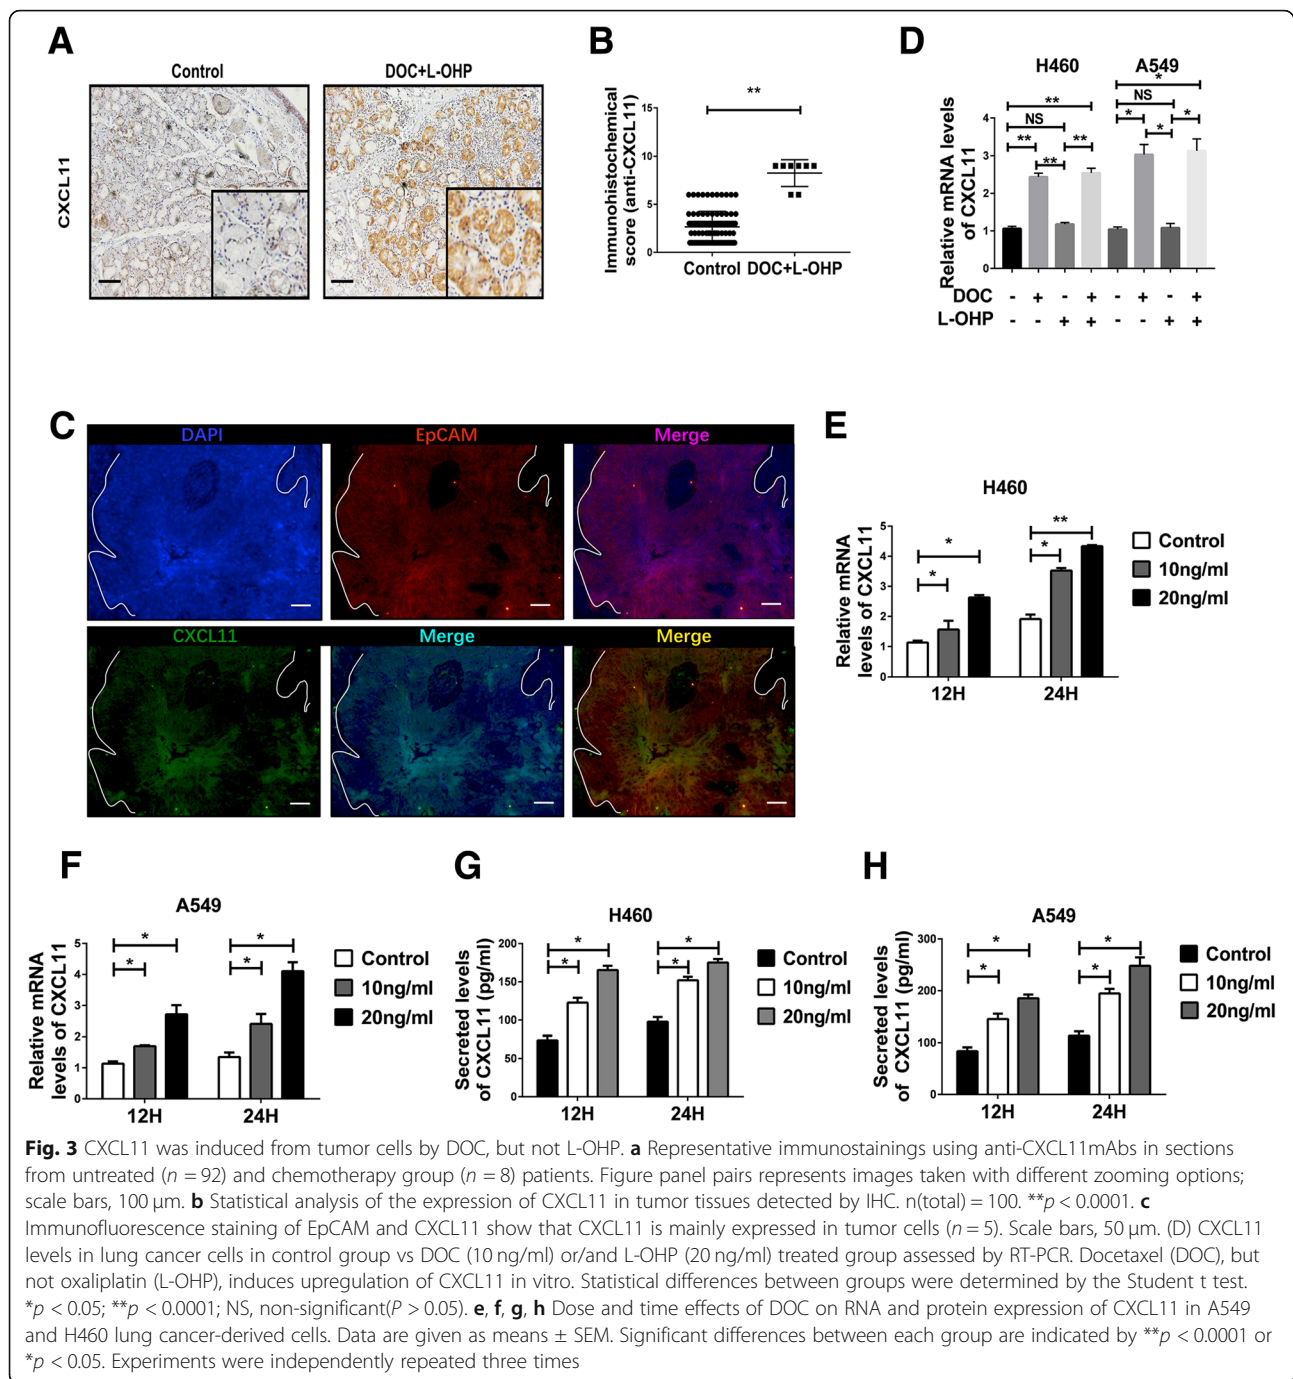 A
Control
DOC+L-OHP
CXCL11
B
**
Immunohistochemical
score (anti-CXCL11)
15
10
5
0
Control DOC+L-OHP
D
H460 A549
Relative mRNA levels
of CXCL11
4
3
2
1
0
** NS ** ** **
* NS * * *
DOC - + - + - + - +
L-OHP - - + + - - + +
C
DAPI EpCAM Merge
CXCL11 Merge Merge
E
H460
Relative mRNA
levels of CXCL11
5
4
3
2
1
0
* * ** *
12H 24H
Control
10ng/ml
20ng/ml
F
A549
Relative mRNA
levels of CXCL11
5
4
3
2
1
0
* * * *
12H 24H
Control
10ng/ml
20ng/ml
G
H460
Secreted levels
of CXCL11 (pg/ml)
200
150
100
50
0
* * * *
12H 24H
Control
10ng/ml
20ng/ml
H
A549
Secreted levels
of CXCL11 (pg/ml)
300
200
100
0
* * * *
12H 24H
Control
10ng/ml
20ng/ml
Fig. 3 CXCL11 was induced from tumor cells by DOC, but not L-OHP. a Representative immunostainings using anti-CXCL11mAbs in sections
from untreated (n = 92) and chemotherapy group (n = 8) patients. Figure panel pairs represents images taken with different zooming options;
scale bars, 100 μm. b Statistical analysis of the expression of CXCL11 in tumor tissues detected by IHC. n(total) = 100. **p < 0.0001. c
Immunofluorescence staining of EpCAM and CXCL11 show that CXCL11 is mainly expressed in tumor cells (n = 5). Scale bars, 50 μm. (D) CXCL11
levels in lung cancer cells in control group vs DOC (10 ng/ml) or/and L-OHP (20 ng/ml) treated group assessed by RT-PCR. Docetaxel (DOC), but
not oxaliplatin (L-OHP), induces upregulation of CXCL11 in vitro. Statistical differences between groups were determined by the Student t test.
*p < 0.05; **p < 0.0001; NS, non-significant(P > 0.05). e, f, g, h Dose and time effects of DOC on RNA and protein expression of CXCL11 in A549
and H460 lung cancer-derived cells. Data are given as means ± SEM. Significant differences between each group are indicated by **p < 0.0001 or
*p < 0.05. Experiments were independently repeated three times